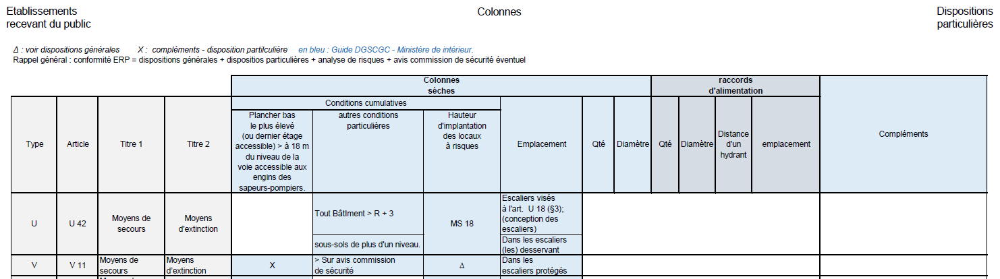 Etablissements
recevant du public
Colonnes
Dispositions
particulières
Δ : voir dispositions générales X : compléments - disposition partilculière en bleu : Guide DGSCGC - Ministère de intérieur.
Rappel général : conformité ERP = dispositions générales + dispositios particulières + analyse de risques + avis commission de sécurité éventuel
Colonnes
sèches
raccords
d'alimentation
Conditions cumulatives
Type
Article
Titre 1
Titre 2
Plancher bas
le plus élevé
(ou dernier étage
accessible) > à 18 m
du niveau de la
voie accessible aux
engins des
sapeurs-pompiers.
autres conditions
particulières
Hauteur
d'implantation
des locaux
à risques
Emplacement
Qté
Diamètre
Qté
Diamètre
Distance
d'un
hydrant
emplacement
Compléments
U
U 42
Moyens de
secours
Moyens
d'extinction
Tout BâtIment > R + 3
sous-sols de plus d'un niveau.
MS 18
Escaliers visés
à l'art. U 18 (§3);
(conception des
escaliers)
Dans les escaliers
(les) desservant
V
V 11
Moyens de
secours
Moyens
d'extinction
X
> Sur avis commission
de sécurité
Δ
Dans les
escaliers protégés